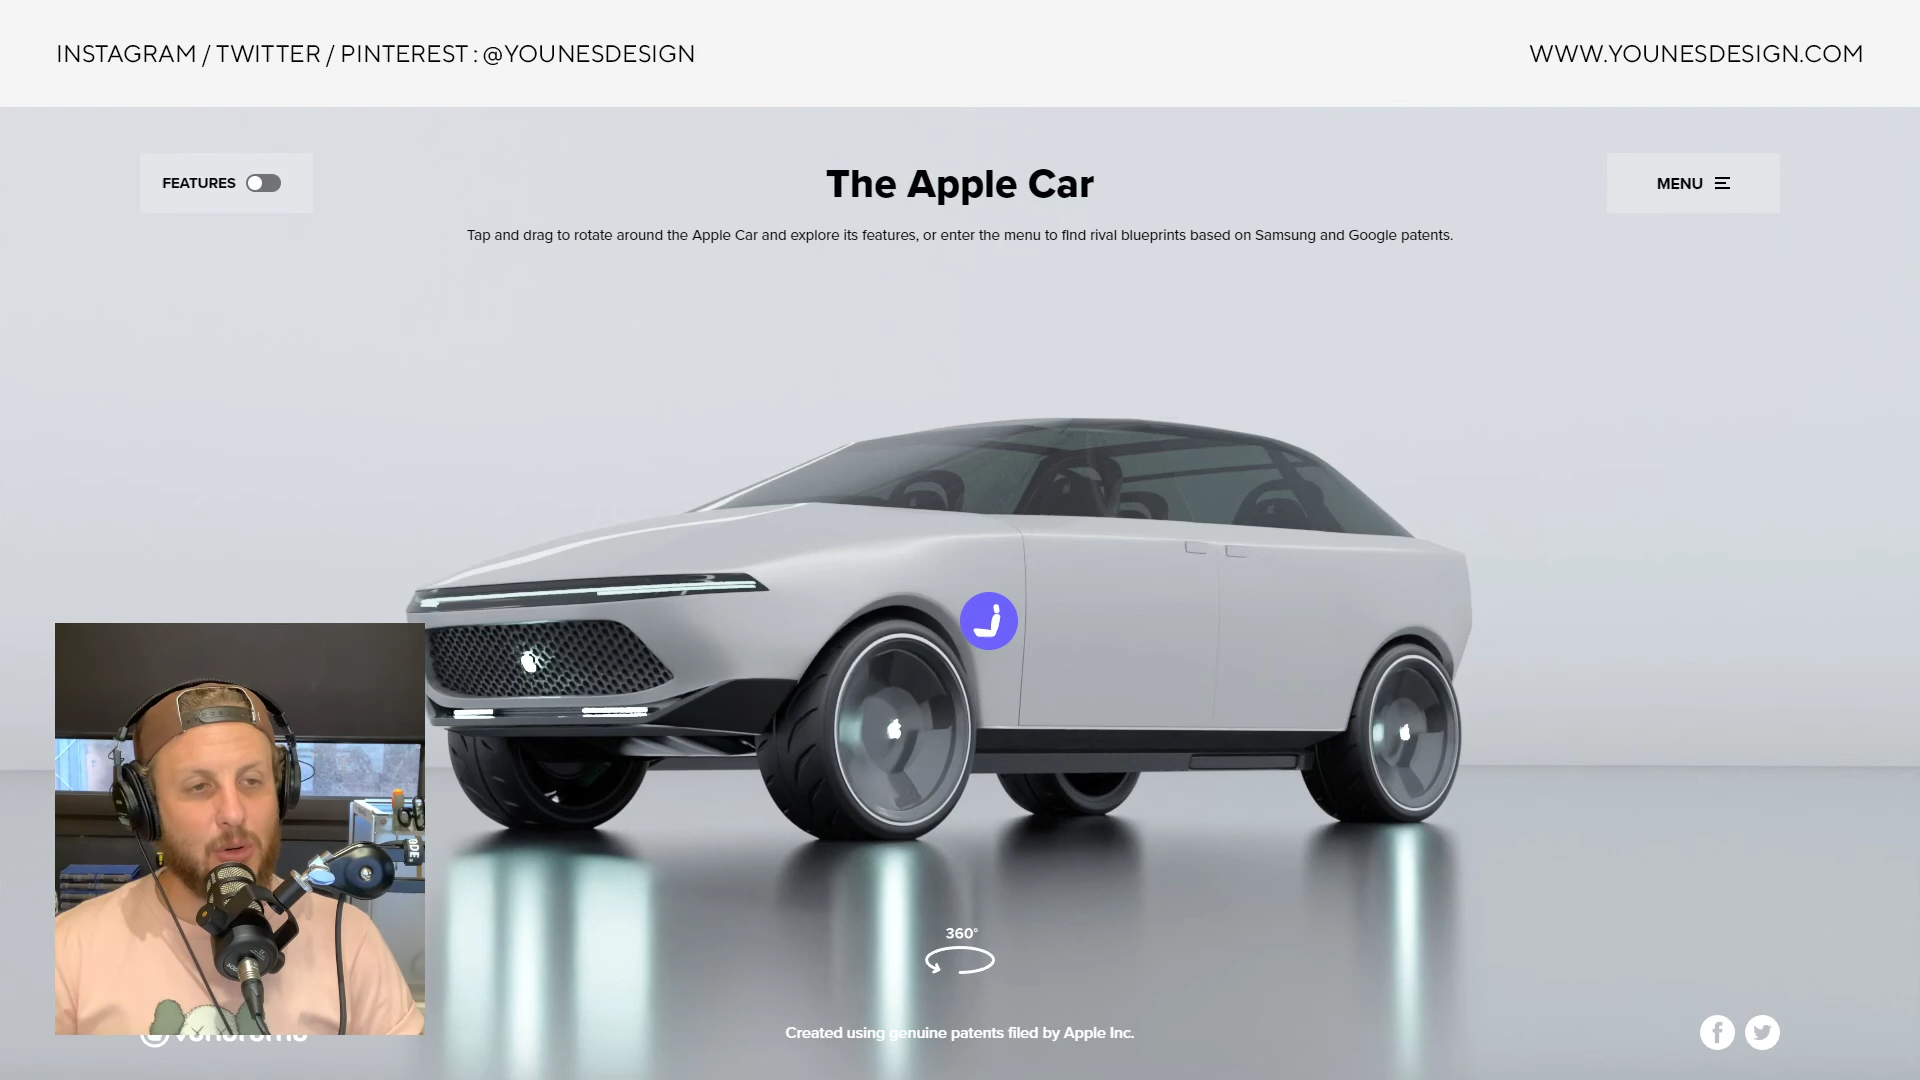 INSTAGRAM / TWITTER / PINTEREST : @YOUNESDESIGN
WWW.YOUNESDESIGN.COM
FEATURES
The Apple Car
MENU
Tap and drag to rotate around the Apple Car and explore its features, or enter the menu to find rival blueprints based on Samsung and Google patents.
360°
Created using genuine patents filed by Apple Inc.